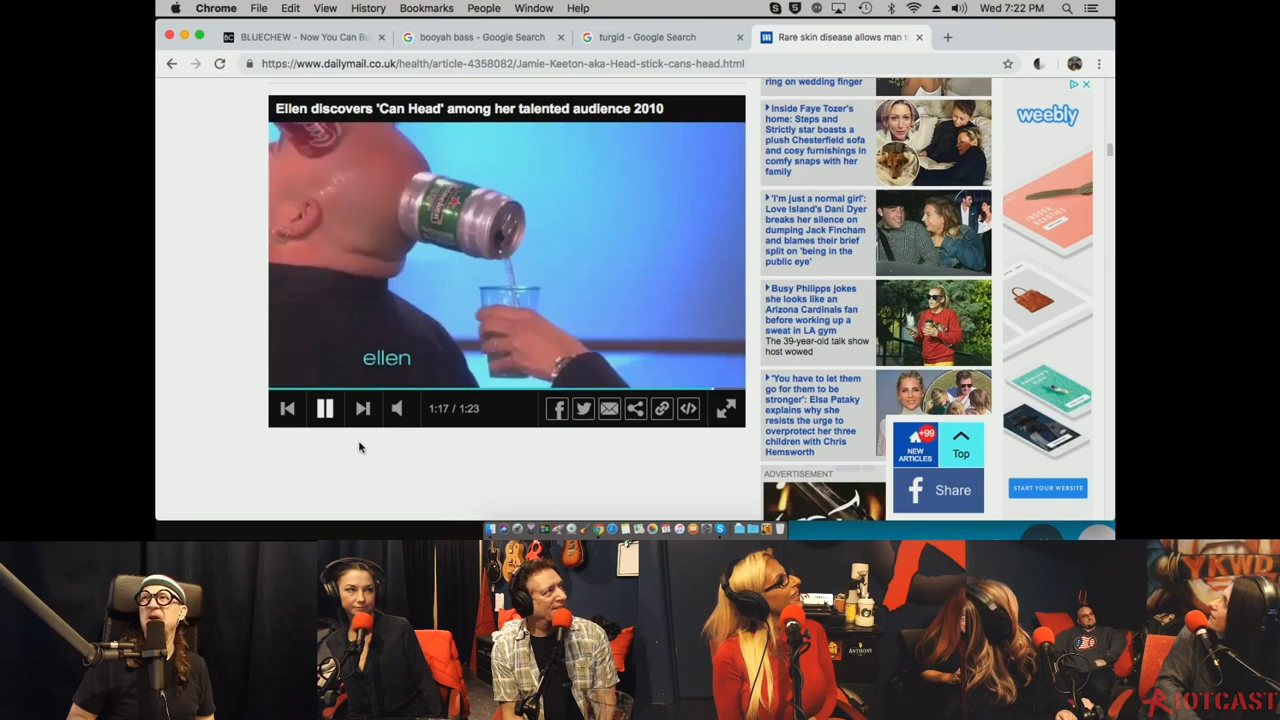 Chrome File Edit View History Bookmarks People Window Help
Wed 7:22 PM
BLUECHEW - Now You Can Bu
booyah bass - Google Search
turgid - Google Search
Rare skin disease allows man t
https://www.dailymail.co.uk/health/article-4358082/Jamie-Keeton-aka-Head-stick-cans-head.html
Ellen discovers 'Can Head' among her talented audience 2010
ellen
1:17 / 1:23
ring on wedding finger
Inside Faye Tozer's
home: Steps and
Strictly star boasts a
plush Chesterfield sofa
and cosy furnishings in
comfy snaps with her
family
'I'm just a normal girl':
Love Island's Dani Dyer
breaks her silence on
dumping Jack Fincham
and blames their brief
split on 'being in the
public eye'
Busy Philipps jokes
she looks like an
Arizona Cardinals fan
before working up a
sweat in LA gym
The 39-year-old talk show
host wowed
'You have to let them
go for them to be
stronger': Elsa Pataky
explains why she
resists the urge to
overprotect her three
children with Chris
Hemsworth
ADVERTISEMENT
+99
NEW
ARTICLES
Top
Share
weebly
START YOUR WEBSITE
ANTHONY
YKWD
RIOTCAST